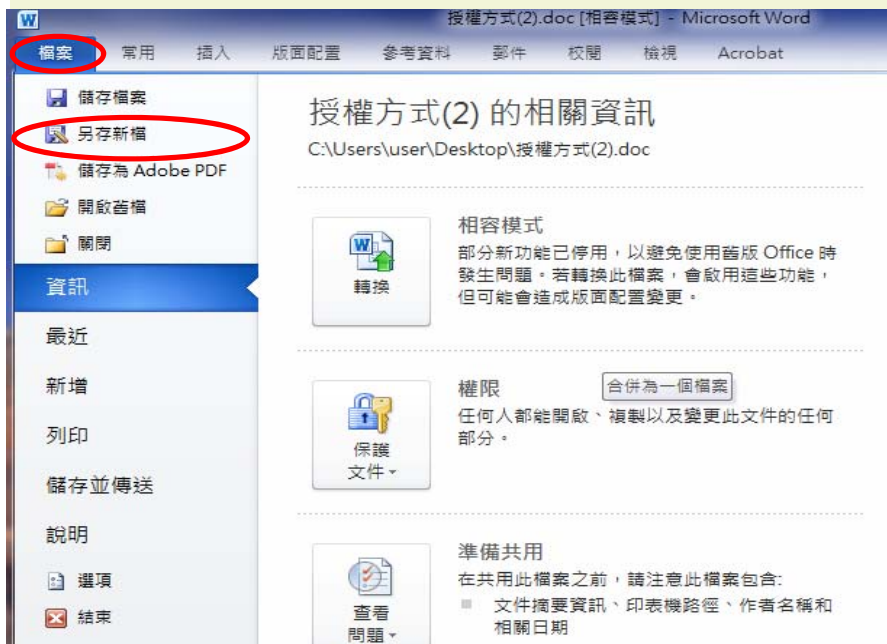 授權方式(2).doc [相容模式] - Microsoft Word
檔案 常用 插入 版面配置 參考資料 郵件 校閱 檢視 Acrobat
儲存檔案
另存新檔
儲存為 Adobe PDF
開啟舊檔
關閉
資訊
最近
新增
列印
儲存並傳送
說明
選項
結束
授權方式(2) 的相關資訊
C:\Users\user\Desktop\授權方式(2).doc
轉換
相容模式
部分新功能已停用，以避免使用舊版 Office 時
發生問題。若轉換此檔案，會啟用這些功能，
但可能會造成版面配置變更。
保護
文件
權限
合併為一個檔案
任何人都能開啟、複製以及變更此文件的任何
部分。
查看
問題
準備共用
在共用此檔案之前，請注意此檔案包含:
文件摘要資訊、印表機路徑、作者名稱和
相關日期